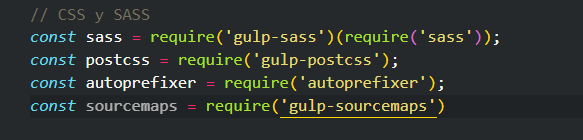 // CSS y SASS
const sass = require('gulp-sass')(require('sass'));
const postcss = require('gulp-postcss');
const autoprefixer = require('autoprefixer');
const sourcemaps = require('gulp-sourcemaps')